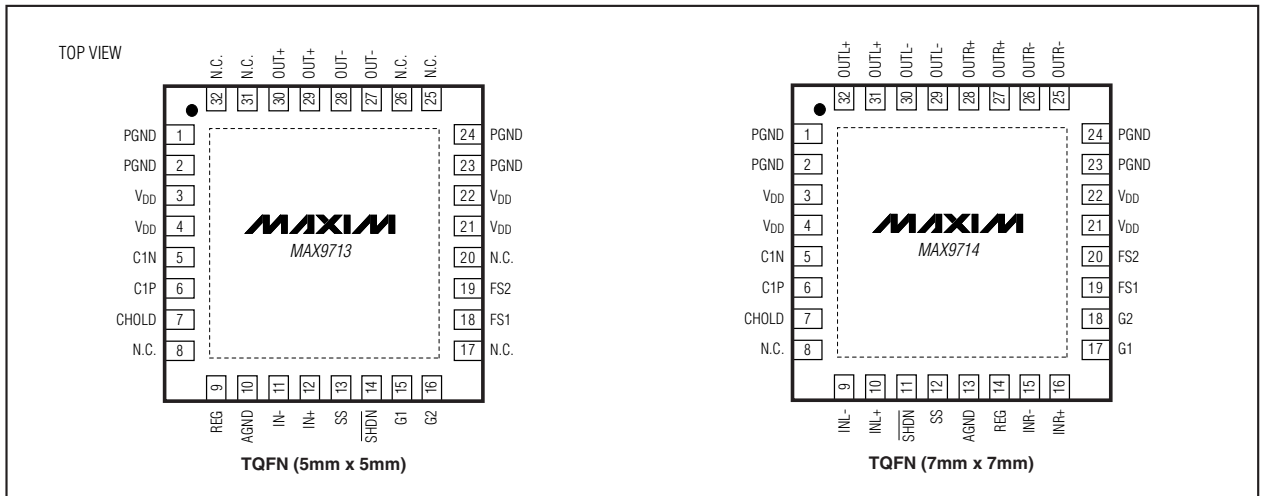 TOP VIEW
N.C. N.C. OUT+ OUT+ OUT- OUT- N.C. N.C.
32 31 30 29 28 27 26 25
PGND 1 24 PGND
PGND 2 23 PGND
VDD 3 22 VDD
VDD 4 21 VDD
C1N 5 20 N.C.
C1P 6 19 FS2
CHOLD 7 18 FS1
N.C. 8 17 N.C.
MAXIM
MAX9713
9 10 11 12 13 14 15 16
REG AGND IN- IN+ SS SHDN G1 G2
TQFN (5mm x 5mm)
OUTL+ OUTL+ OUTL- OUTL- OUTR+ OUTR+ OUTR- OUTR-
32 31 30 29 28 27 26 25
PGND 1 24 PGND
PGND 2 23 PGND
VDD 3 22 VDD
VDD 4 21 VDD
C1N 5 20 FS2
C1P 6 19 FS1
CHOLD 7 18 G2
N.C. 8 17 G1
MAXIM
MAX9714
9 10 11 12 13 14 15 16
INL- INL+ SHDN SS AGND REG INR- INR+
TQFN (7mm x 7mm)